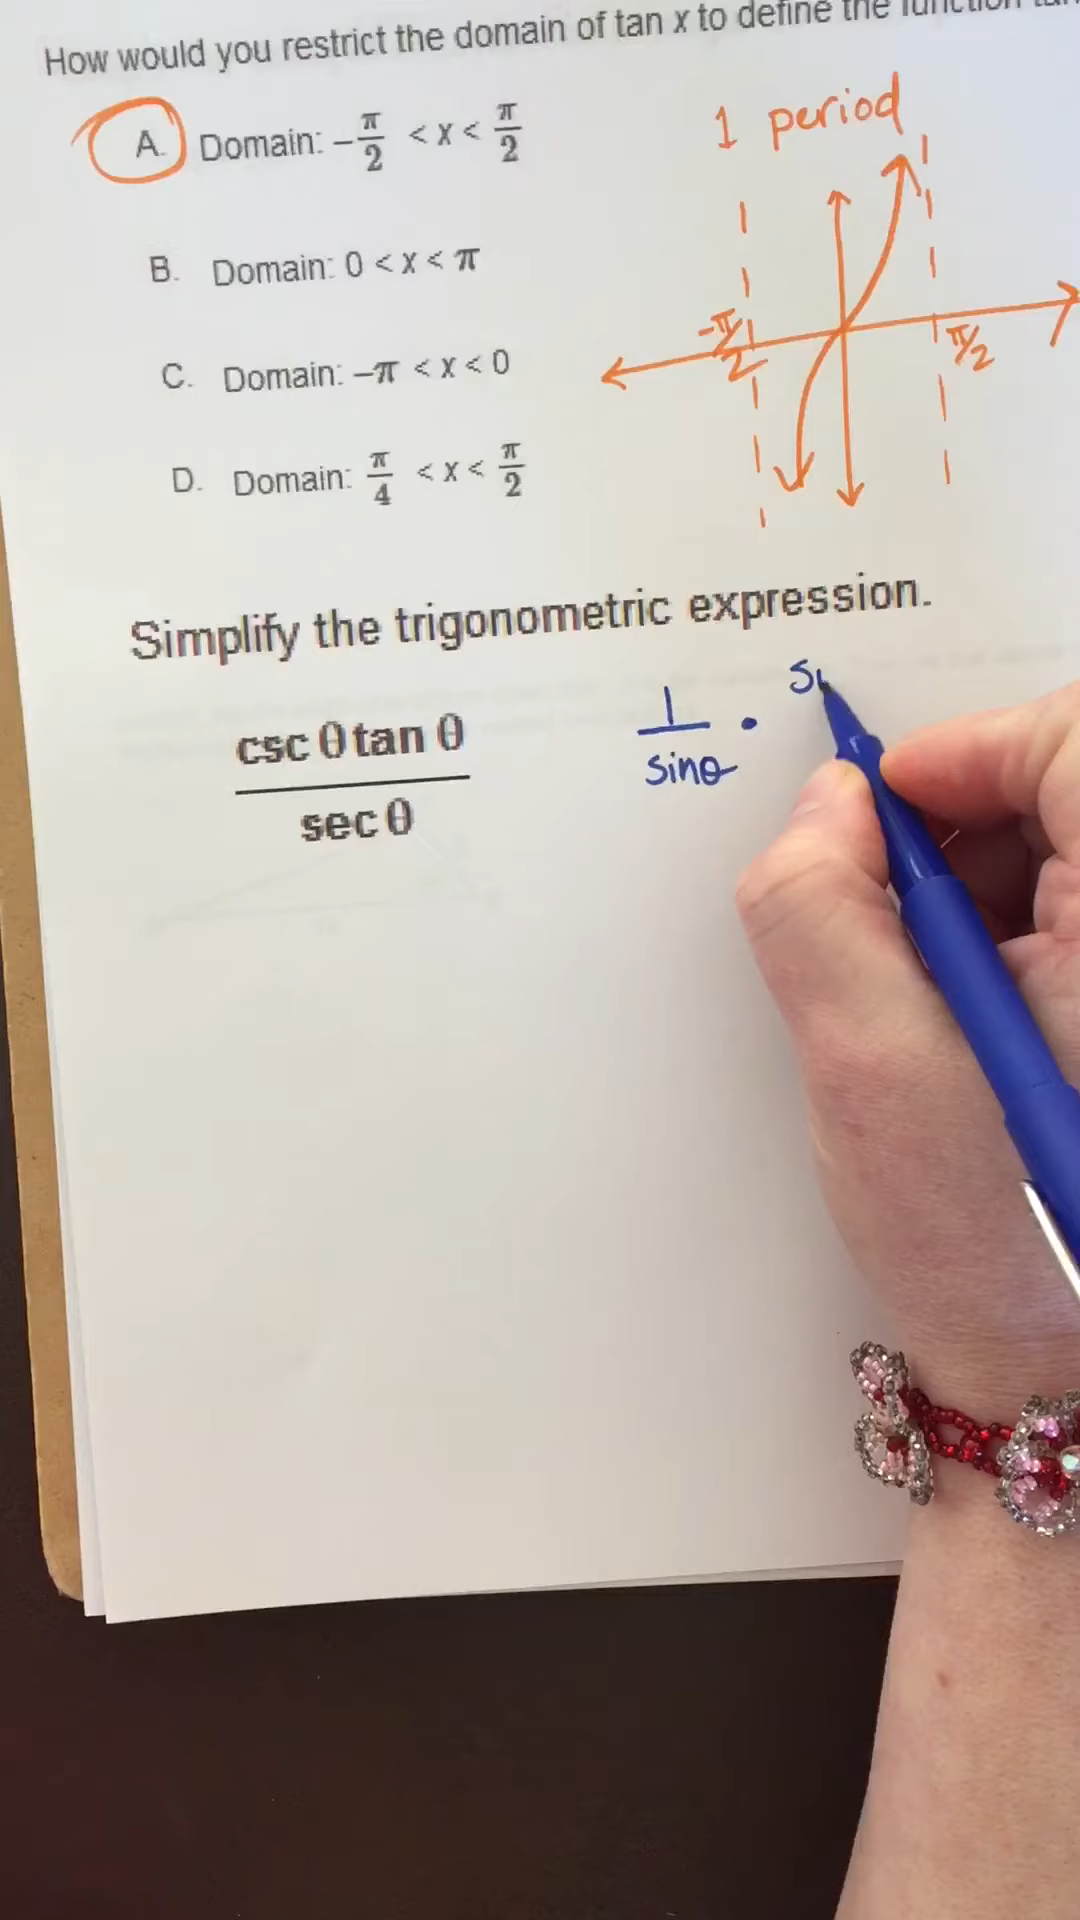 How would you restrict the domain of tan x to define the function
A. Domain: -π/2 < x < π/2
B. Domain: 0 < x < π
C. Domain: -π < x < 0
D. Domain: π/4 < x < π/2
1 period
-π/2
π/2
Simplify the trigonometric expression.
csc θ tan θ
sec θ
1
sinθ ·